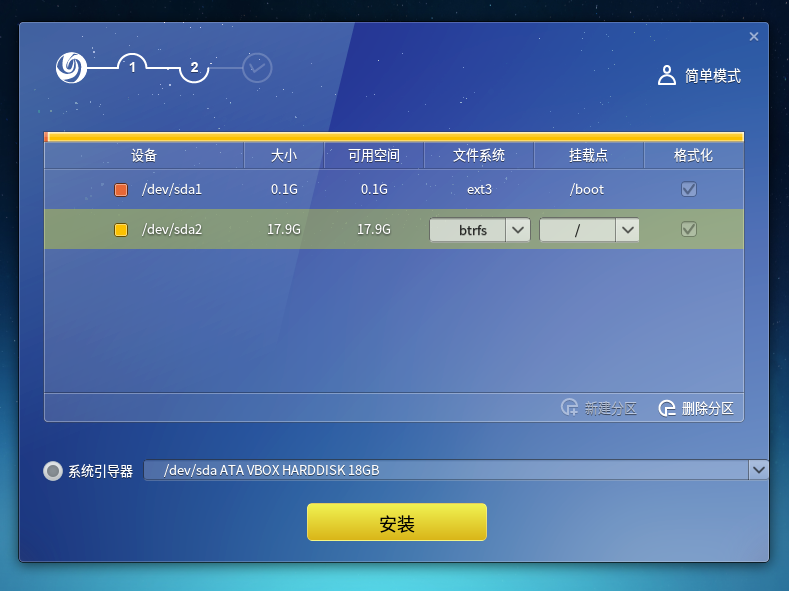 1
2
简单模式
设备 大小 可用空间 文件系统 挂载点 格式化
/dev/sda1 0.1G 0.1G ext3 /boot
/dev/sda2 17.9G 17.9G btrfs /
新建分区 删除分区
系统引导器 /dev/sda ATA VBOX HARDDISK 18GB
安装